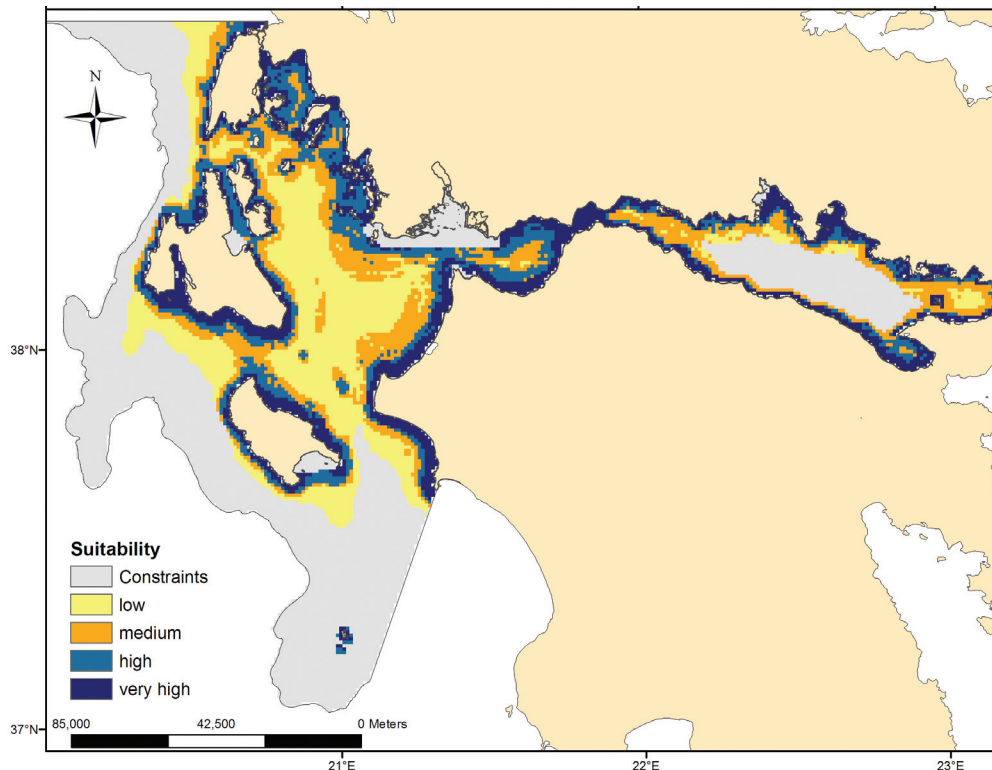 N
38°N
Suitability
Constraints
low
medium
high
very high
85,000 42,500 0 Meters
37°N
21°E 22°E 23°E